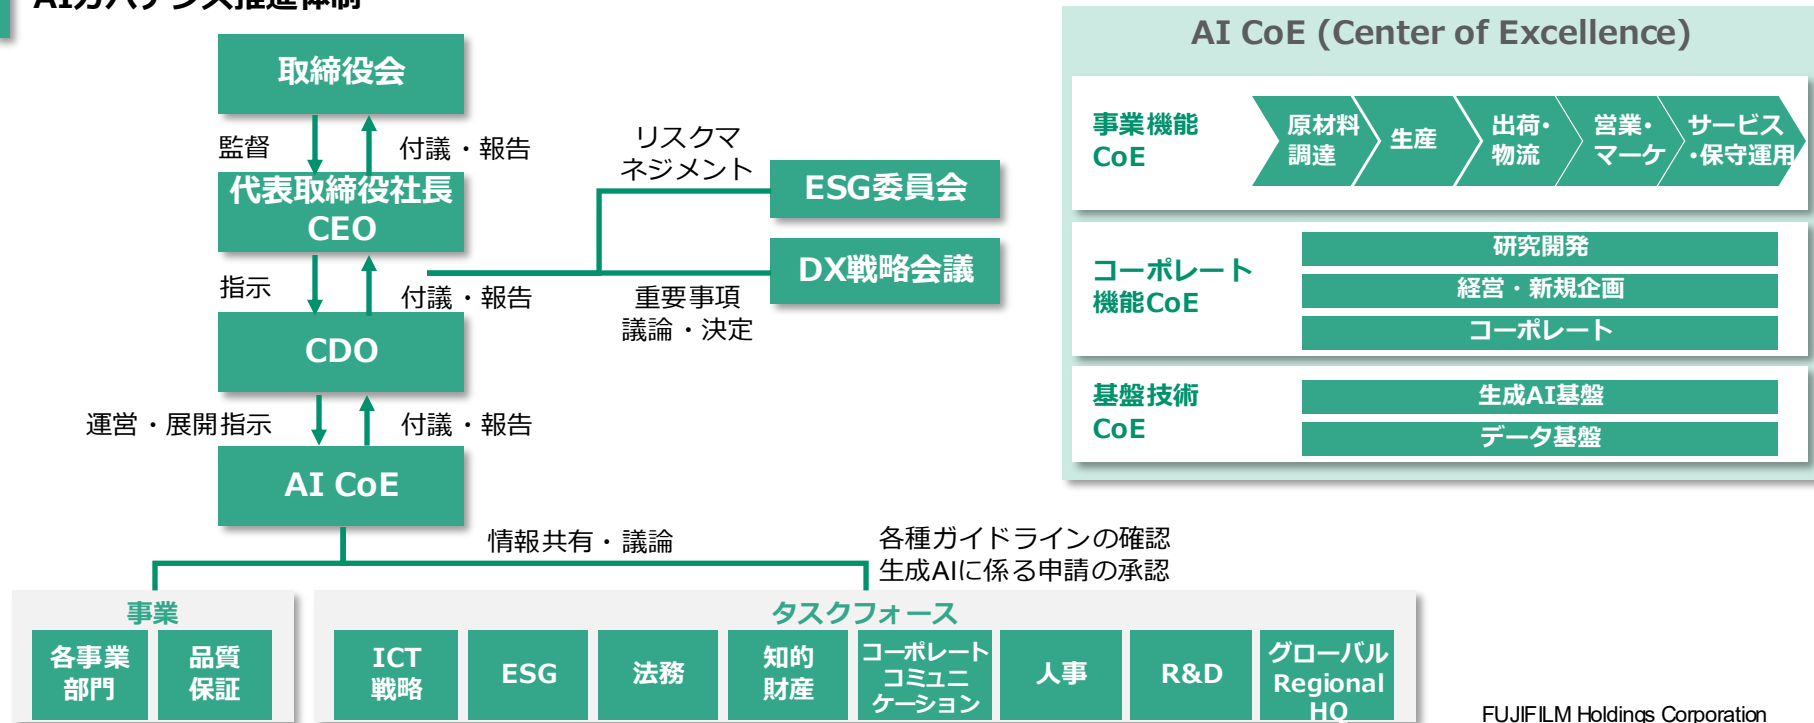 AIガバナンス推進体制
取締役会
監督
付議・報告
代表取締役社長
CEO
指示
付議・報告
リスクマ
ネジメント
ESG委員会
DX戦略会議
重要事項
議論・決定
CDO
運営・展開指示
付議・報告
AI CoE
情報共有・議論
各種ガイドラインの確認
生成AIに係る申請の承認
事業
各事業
部門
品質
保証
タスクフォース
ICT
戦略
ESG
法務
知的
財産
コーポレート
コミュニ
ケーション
人事
R&D
グローバル
Regional
HQ
AI CoE (Center of Excellence)
事業機能
CoE
原材料
調達
生産
出荷・
物流
営業・
マーケ
サービス
・保守運用
コーポレート
機能CoE
研究開発
経営・新規企画
コーポレート
基盤技術
CoE
生成AI基盤
データ基盤
FUJIFILM Holdings Corporation